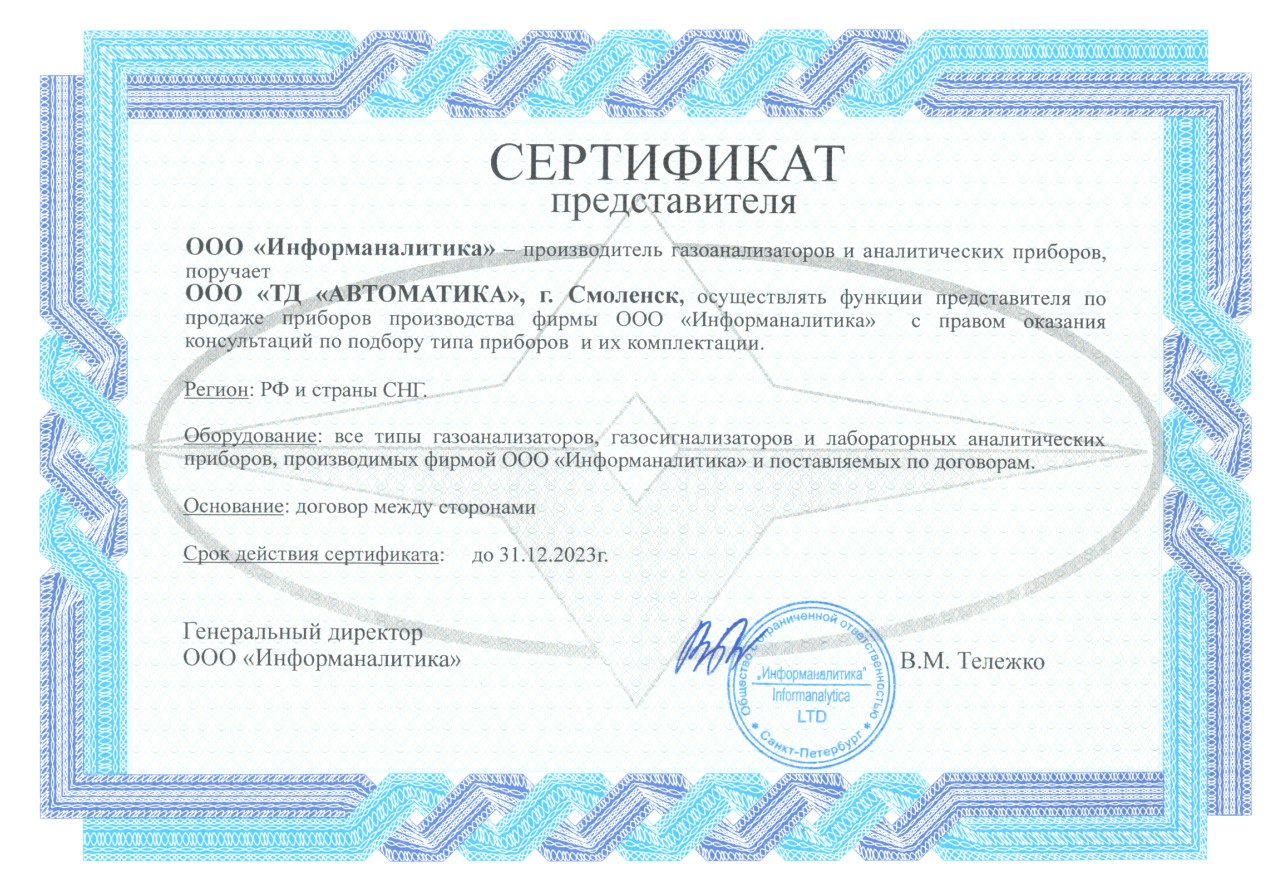 СЕРТИФИКАТ
представителя
ООО «Информаналитика» – производитель газоанализаторов и аналитических приборов,
поручает
ООО «ТД «АВТОМАТИКА», г. Смоленск, осуществлять функции представителя по
продаже приборов производства фирмы ООО «Информаналитика» с правом оказания
консультаций по подбору типа приборов и их комплектации.
Регион: РФ и страны СНГ.
Оборудование: все типы газоанализаторов, газосигнализаторов и лабораторных аналитических
приборов, производимых фирмой ООО «Информаналитика» и поставляемых по договорам.
Основание: договор между сторонами
Срок действия сертификата: до 31.12.2023г.
Генеральный директор
ООО «Информаналитика»
В.М. Тележко
Общество с ограниченной ответственностью
"Информаналитика"
Informanalytica
LTD
* Санкт-Петербург *